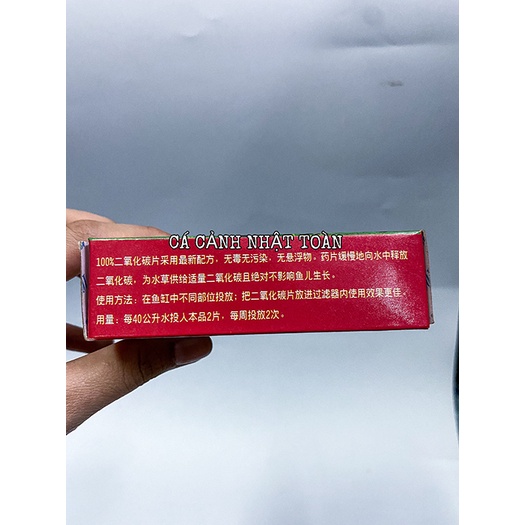 CÁ CẢNH NHẬT TOÀN
100%二氧化碳片采用最新配方，无毒无污染，无悬浮物，药片缓慢地向水中释放
二氧化碳，为水草供给适量二氧化碳且绝对不影响鱼儿生长。
使用方法：在鱼缸中不同部位投放；把二氧化碳片放进过滤器内使用效果更佳。
用量：每40公升水投人本品2片，每周投放2次。